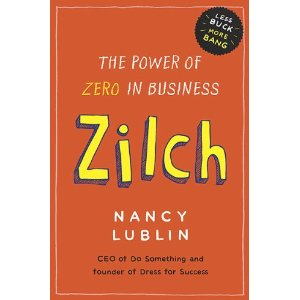 LESS
BUCK
MORE
BANG
THE POWER OF
ZERO IN BUSINESS
Zilch
NANCY
LUBLIN
CEO of Do Something and
founder of Dress for Success